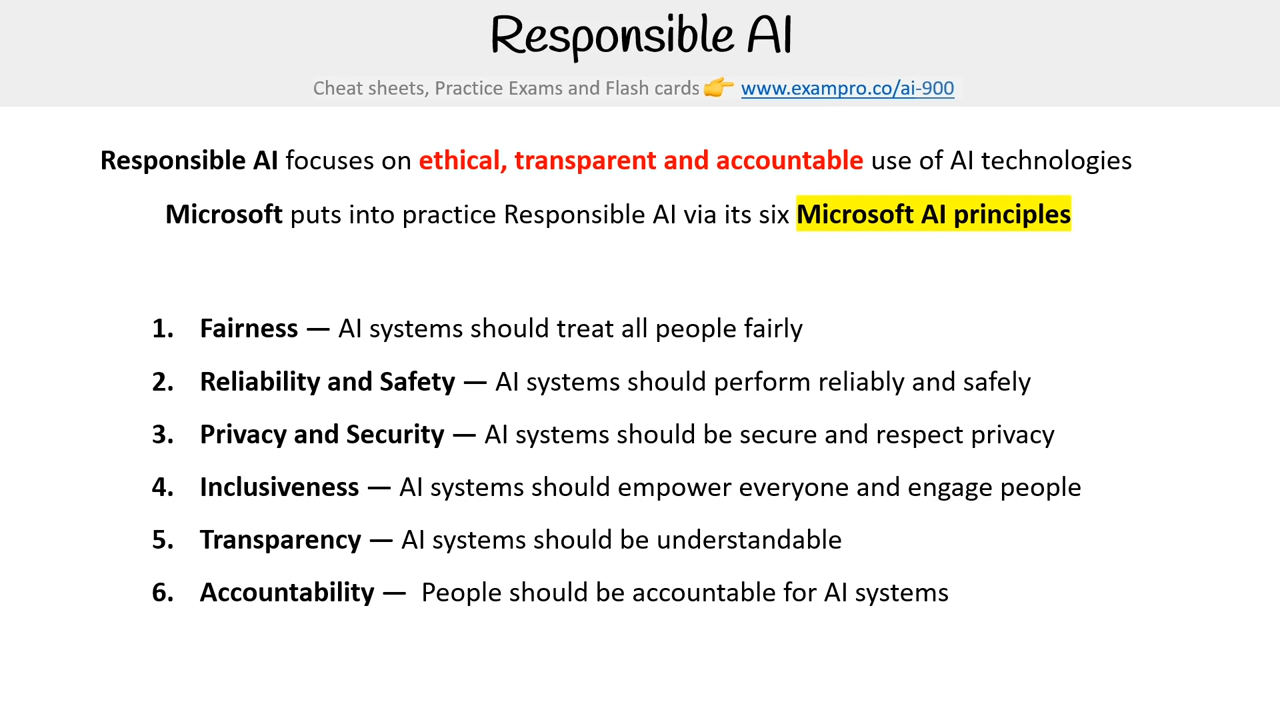 Responsible AI
Cheat sheets, Practice Exams and Flash cards 👉 www.exampro.co/ai-900
Responsible AI focuses on ethical, transparent and accountable use of AI technologies
Microsoft puts into practice Responsible AI via its six Microsoft AI principles
1. Fairness — AI systems should treat all people fairly
2. Reliability and Safety — AI systems should perform reliably and safely
3. Privacy and Security — AI systems should be secure and respect privacy
4. Inclusiveness — AI systems should empower everyone and engage people
5. Transparency — AI systems should be understandable
6. Accountability — People should be accountable for AI systems